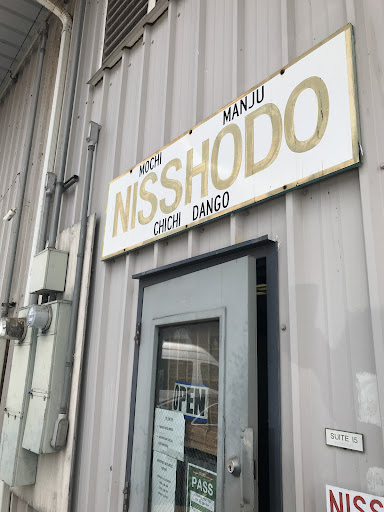 MOCHI MANJU
NISSHODO
CHICHI DANGO
OPEN
PASS
SUITE 15
NISS